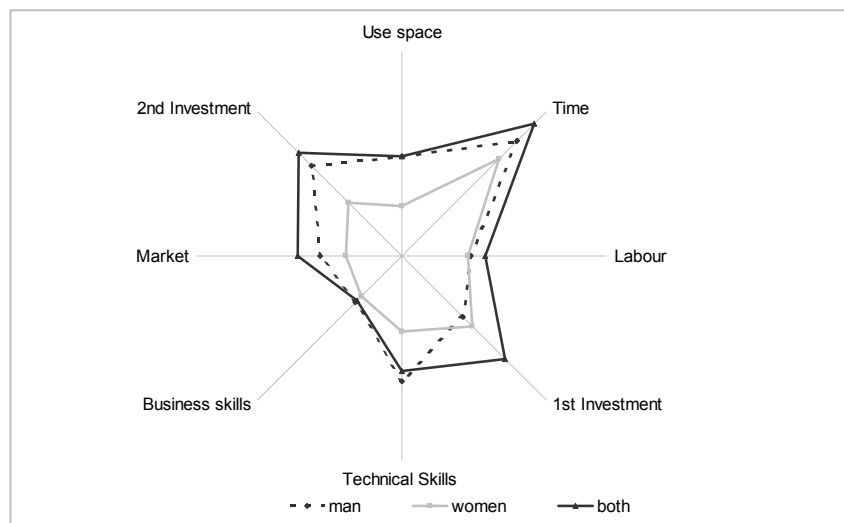 Use space
2nd Investment
Time
Market
Labour
Business skills
1st Investment
Technical Skills
man women both